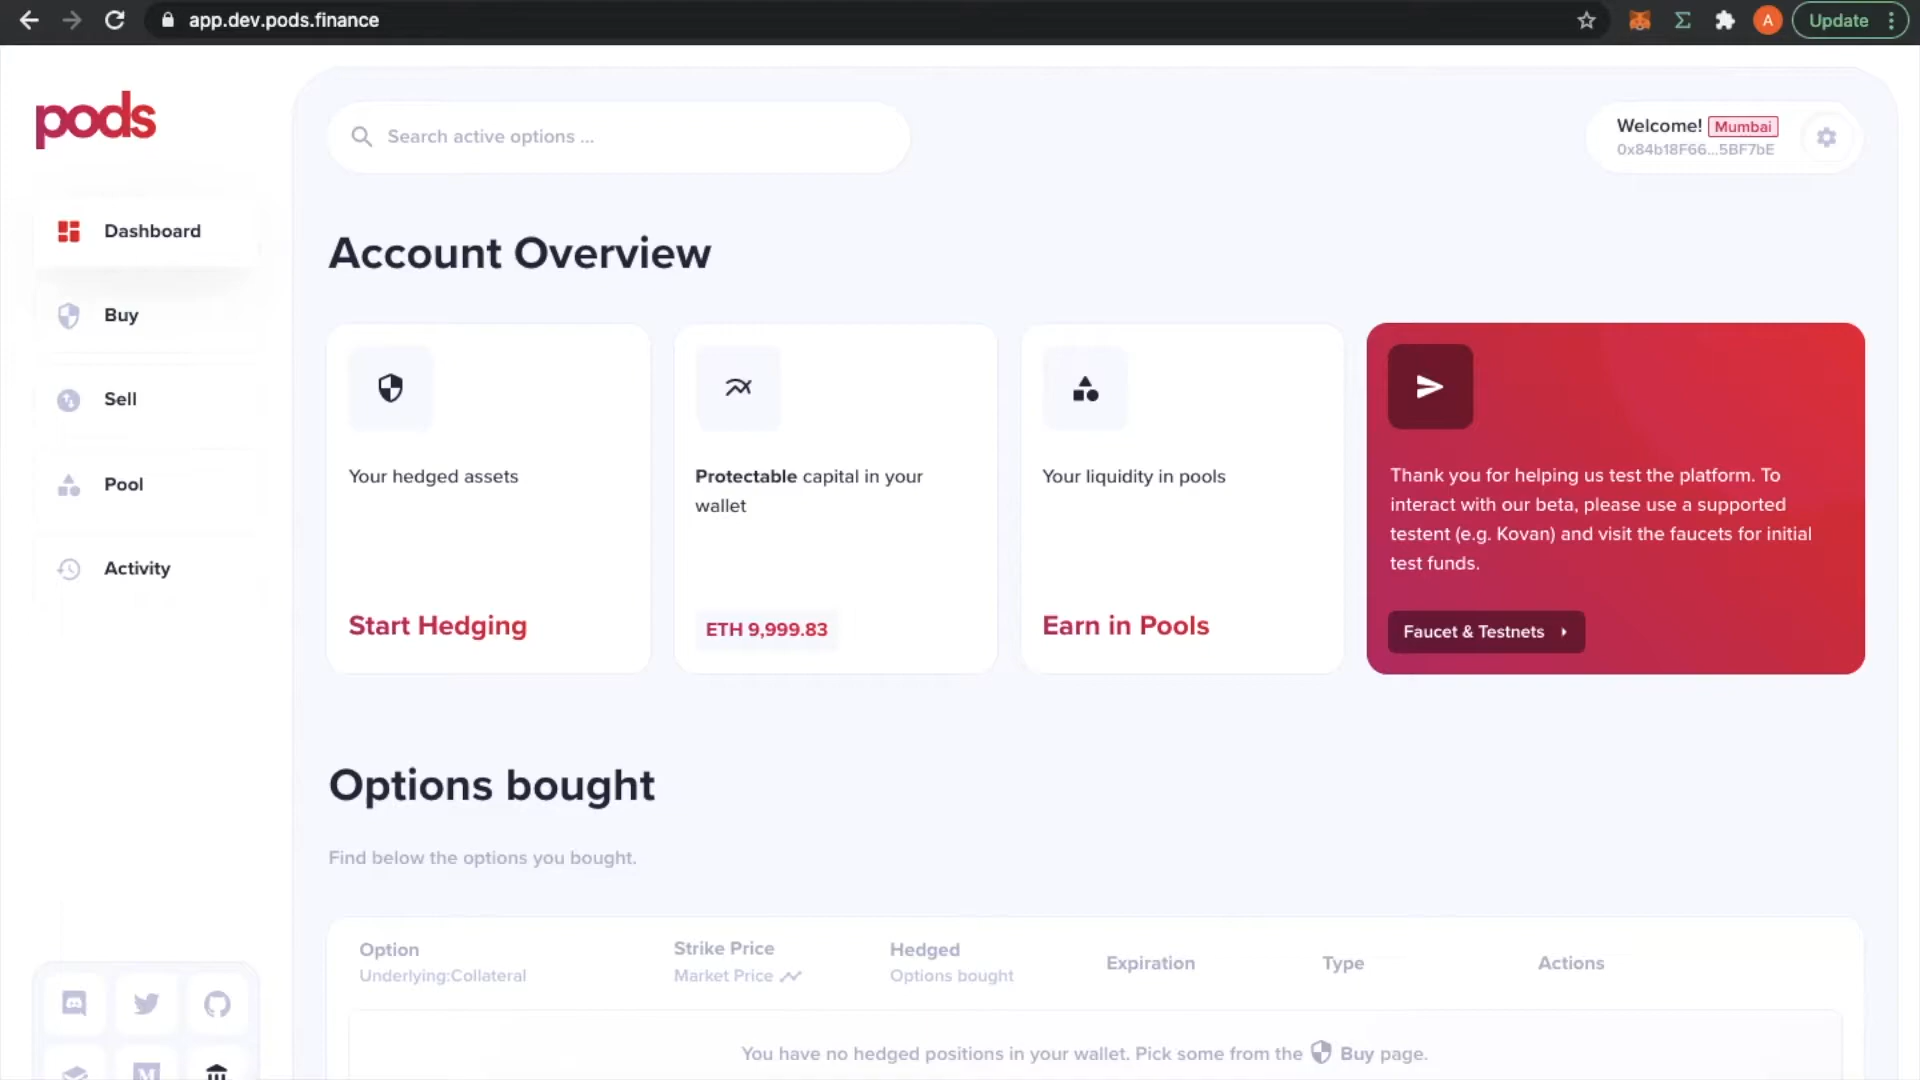 app.dev.pods.finance
A
Update
pods
Search active options ...
Welcome! Mumbai
0x84b18F66...5BF7bE
Dashboard
Buy
Sell
Pool
Activity
Account Overview
Your hedged assets
Start Hedging
Protectable capital in your
wallet
ETH 9,999.83
Your liquidity in pools
Earn in Pools
Thank you for helping us test the platform. To
interact with our beta, please use a supported
testent (e.g. Kovan) and visit the faucets for initial
test funds.
Faucet & Testnets
Options bought
Find below the options you bought.
Option
Underlying:Collateral
Strike Price
Market Price
Hedged
Options bought
Expiration
Type
Actions
You have no hedged positions in your wallet. Pick some from the Buy page.